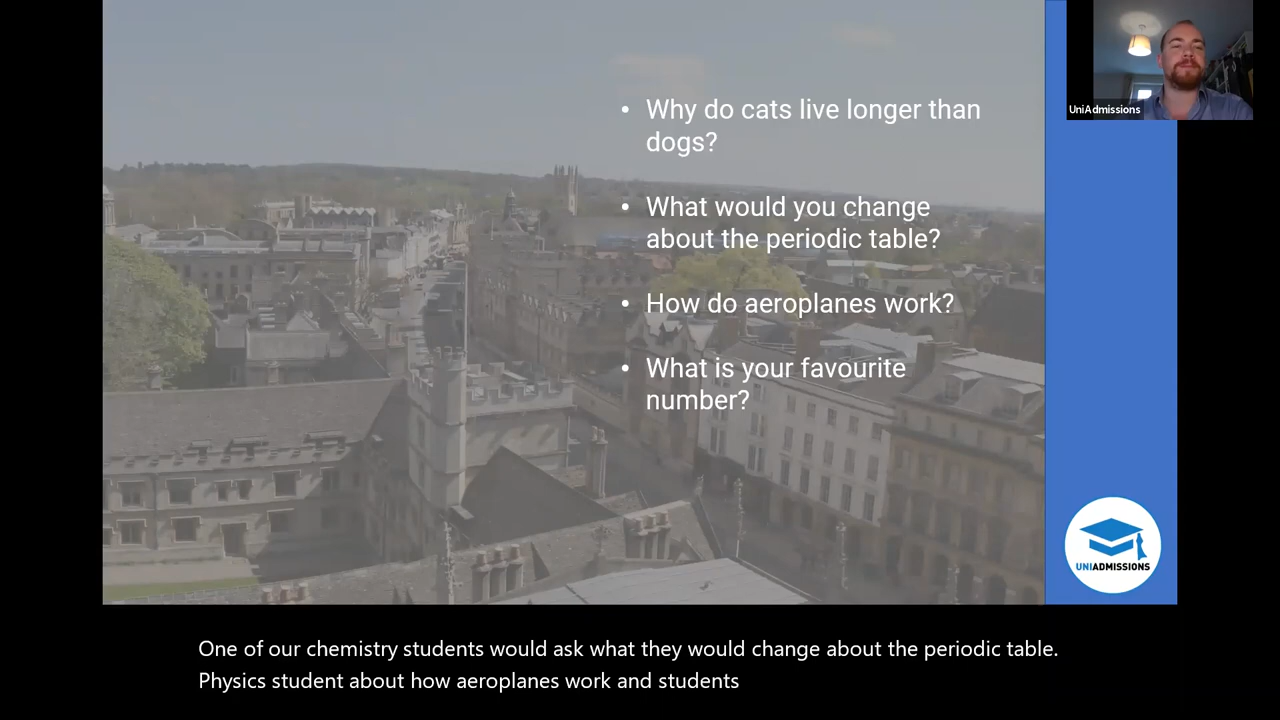 • Why do cats live longer than
dogs?
• What would you change
about the periodic table?
• How do aeroplanes work?
• What is your favourite
number?
UniAdmissions
UNIADMISSIONS
One of our chemistry students would ask what they would change about the periodic table.
Physics student about how aeroplanes work and students